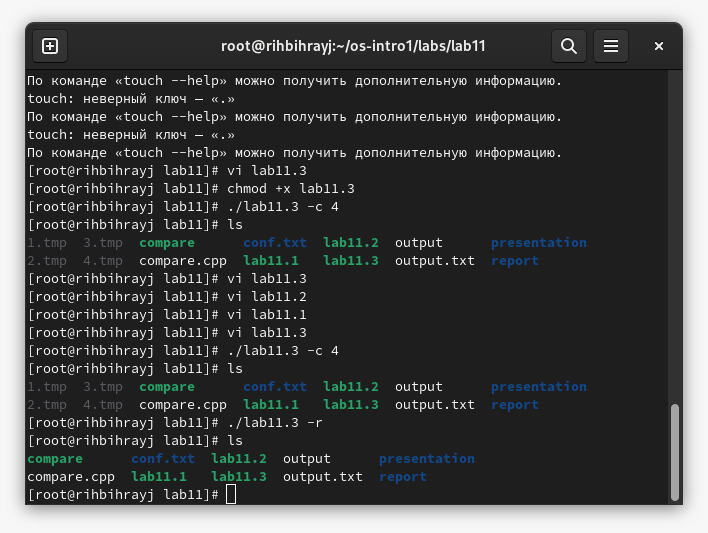 root@rihbihrayj:~/os-intro1/labs/lab11
По команде «touch --help» можно получить дополнительную информацию.
touch: неверный ключ — «.»
По команде «touch --help» можно получить дополнительную информацию.
touch: неверный ключ — «.»
По команде «touch --help» можно получить дополнительную информацию.
[root@rihbihrayj lab11]# vi lab11.3
[root@rihbihrayj lab11]# chmod +x lab11.3
[root@rihbihrayj lab11]# ./lab11.3 -c 4
[root@rihbihrayj lab11]# ls
1.tmp  3.tmp  compare      conf.txt  lab11.2  output      presentation
2.tmp  4.tmp  compare.cpp  lab11.1   lab11.3  output.txt  report
[root@rihbihrayj lab11]# vi lab11.3
[root@rihbihrayj lab11]# vi lab11.2
[root@rihbihrayj lab11]# vi lab11.1
[root@rihbihrayj lab11]# vi lab11.3
[root@rihbihrayj lab11]# ./lab11.3 -c 4
[root@rihbihrayj lab11]# ls
1.tmp  3.tmp  compare      conf.txt  lab11.2  output      presentation
2.tmp  4.tmp  compare.cpp  lab11.1   lab11.3  output.txt  report
[root@rihbihrayj lab11]# ./lab11.3 -r
[root@rihbihrayj lab11]# ls
compare      conf.txt  lab11.2  output      presentation
compare.cpp  lab11.1   lab11.3  output.txt  report
[root@rihbihrayj lab11]#